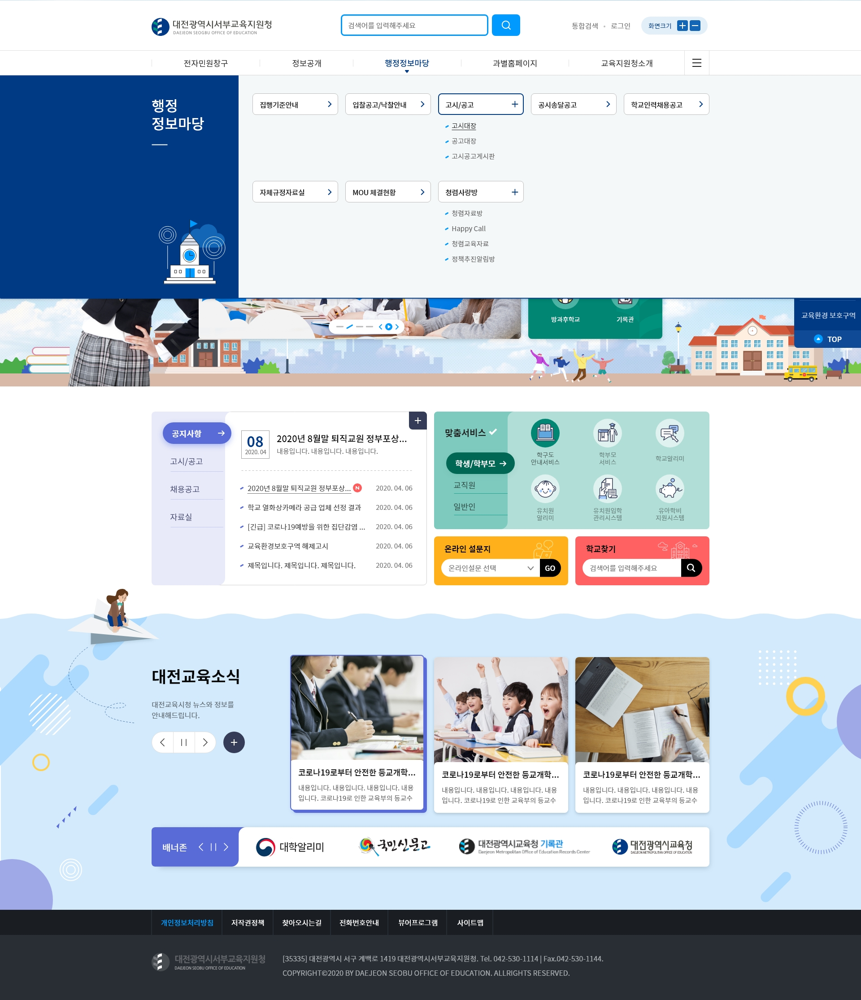 대전광역시서부교육지원청
DAEJEON SEOGBU OFFICE OF EDUCATION
검색어를 입력해주세요
통합검색
로그인
화면크기
전자민원창구
정보공개
행정정보마당
과별홈페이지
교육지원청소개
행정
정보마당
집행기준안내
입찰공고/낙찰안내
고시/공고
공시송달공고
학교인력채용공고
고시대장
공고대장
고시공고게시판
자체규정자료실
MOU 체결현황
청렴사랑방
청렴자료방
Happy Call
청렴교육자료
정책추진알림방
방과후학교
기록관
교육환경 보호구역
TOP
공지사항
고시/공고
채용공고
자료실
08
2020. 04
2020년 8월말 퇴직교원 정부포상...
내용입니다. 내용입니다. 내용입니다.
2020년 8월말 퇴직교원 정부포상... N 2020. 04. 06
학교 열화상카메라 공급 업체 선정 결과 2020. 04. 06
[긴급] 코로나19예방을 위한 집단감염 ... 2020. 04. 06
교육환경보호구역 해제고시 2020. 04. 06
제목입니다. 제목입니다. 제목입니다. 2020. 04. 06
맞춤서비스
학생/학부모
교직원
일반인
학구도
안내서비스
학부모
서비스
학교알리미
유치원
알리미
유치원입학
관리시스템
유아학비
지원시스템
온라인 설문지
온라인설문 선택
GO
학교찾기
검색어를 입력해주세요
대전교육소식
대전교육시청 뉴스와 정보를
안내해드립니다.
코로나19로부터 안전한 등교개학...
내용입니다. 내용입니다. 내용입니다. 내용
입니다. 코로나19로 인한 교육부의 등교수
코로나19로부터 안전한 등교개학...
내용입니다. 내용입니다. 내용입니다. 내용
입니다. 코로나19로 인한 교육부의 등교수
코로나19로부터 안전한 등교개학...
내용입니다. 내용입니다. 내용입니다. 내용
입니다. 코로나19로 인한 교육부의 등교수
배너존
대학알리미
국민신문고
대전광역시교육청 기록관
Daejeon Metropolitan Office of Education Records Center
대전광역시교육청
DAEJEON METROPOLITAN OFFICE OF EDUCATION
개인정보처리방침
저작권정책
찾아오시는길
전화번호안내
뷰어프로그램
사이트맵
대전광역시서부교육지원청
DAEJEON SEOBU OFFICE OF EDUCATION
[35335] 대전광역시 서구 계백로 1419 대전광역시서부교육지원청. Tel. 042-530-1114 | Fax.042-530-1144.
COPYRIGHT©2020 BY DAEJEON SEOBU OFFICE OF EDUCATION. ALLRIGHTS RESERVED.